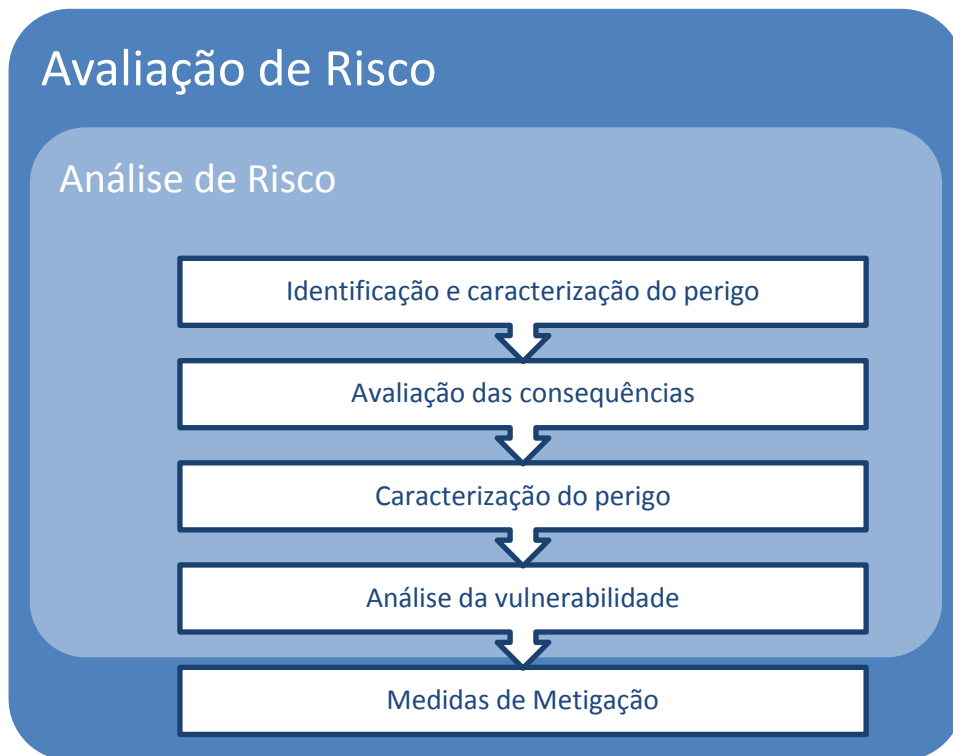 Avaliação de Risco
Análise de Risco
Identificação e caracterização do perigo
Avaliação das consequências
Caracterização do perigo
Análise da vulnerabilidade
Medidas de Metigação